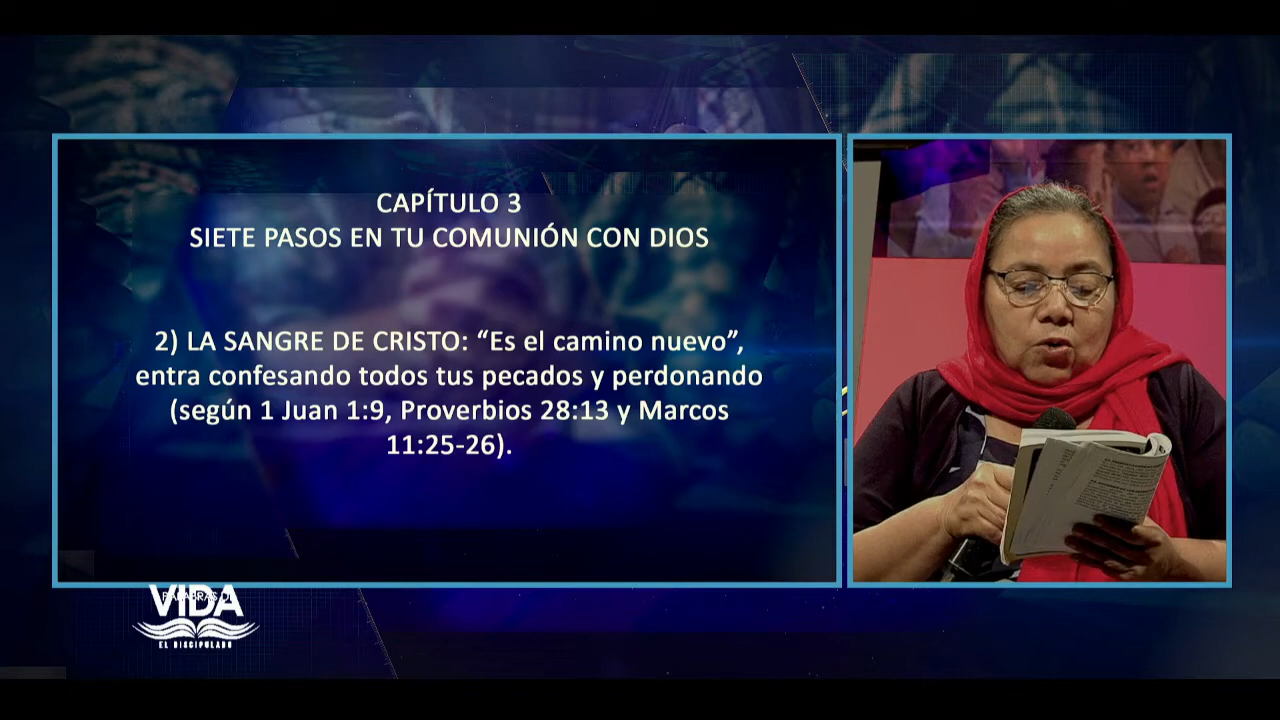 CAPÍTULO 3
SIETE PASOS EN TU COMUNIÓN CON DIOS
2) LA SANGRE DE CRISTO: “Es el camino nuevo”,
entra confesando todos tus pecados y perdonando
(según 1 Juan 1:9, Proverbios 28:13 y Marcos
11:25-26).
PALABRAS DE
VIDA
EL DISCIPULADO